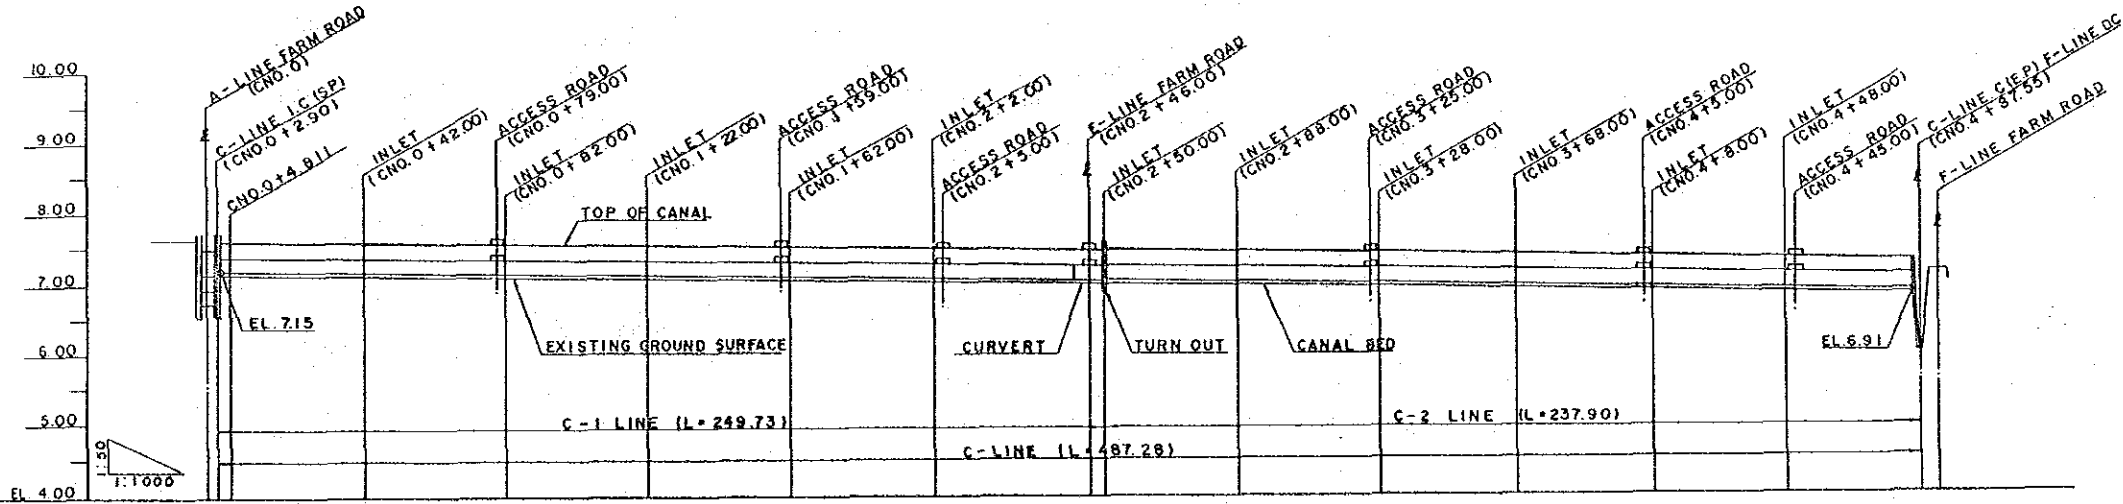 10.00
9.00
8.00
7.00
6.00
5.00
EL 4.00
1:50
1:1000
A-LINE FARM ROAD
(CNO.0)
C-LINE I.C (SP)
(CNO.0+2.90)
CNO.0+4.811
INLET
(CNO.0+42.00)
ACCESS ROAD
(CNO.0+79.00)
INLET
(CNO.0+82.00)
INLET
(CNO.1+22.00)
ACCESS ROAD
(CNO.1+59.00)
INLET
(CNO.1+62.00)
INLET
(CNO.2+2.00)
ACCESS ROAD
(CNO.2+5.00)
E-LINE FARM ROAD
(CNO.2+46.00)
INLET
(CNO.2+50.00)
INLET
(CNO.2+88.00)
ACCESS ROAD
(CNO.3+25.00)
INLET
(CNO.3+28.00)
INLET
(CNO.3+68.00)
ACCESS ROAD
(CNO.4+5.00)
INLET
(CNO.4+8.00)
INLET
(CNO.4+48.00)
ACCESS ROAD
(CNO.4+45.00)
C-LINE C(E.P) F-LINE DC
(CNO.4+87.55)
F-LINE FARM ROAD
TOP OF CANAL
EL.7.15
EXISTING GROUND SURFACE
CURVERT
TURN OUT
CANAL BED
EL.6.91
C-1 LINE (L=249.73)
C-2 LINE (L=237.90)
C-LINE (L=487.28)